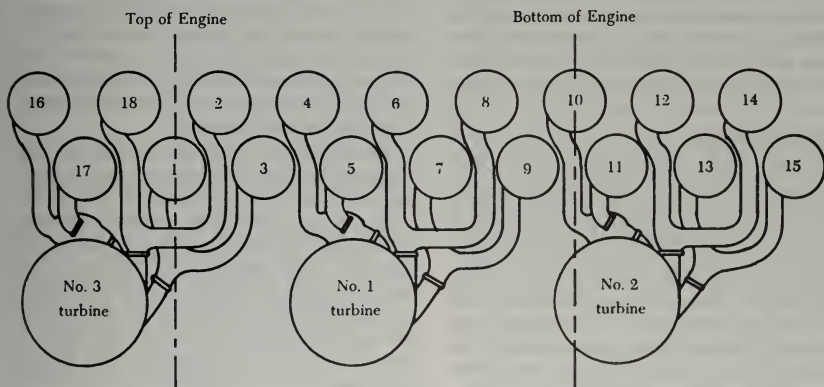 Top of Engine
Bottom of Engine
16
18
2
4
6
8
10
12
14
17
1
3
5
7
9
11
13
15
No. 3
turbine
No. 1
turbine
No. 2
turbine